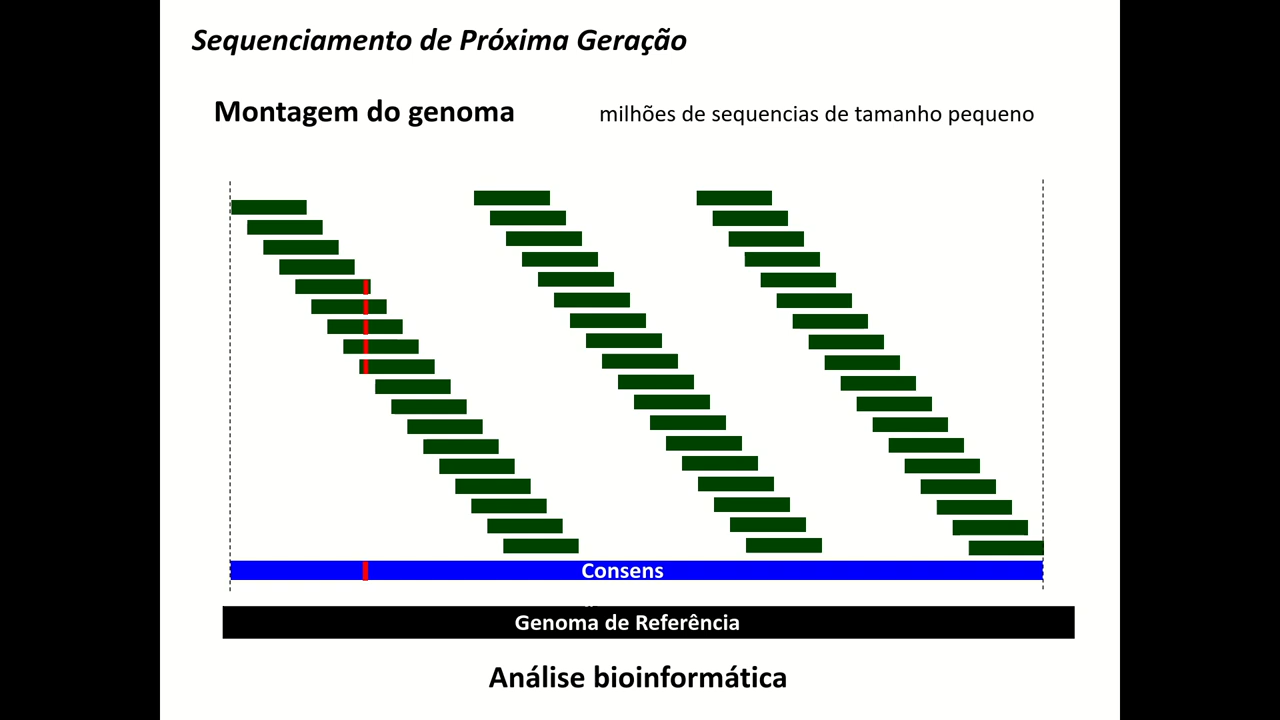 Sequenciamento de Próxima Geração
Montagem do genoma
milhões de sequencias de tamanho pequeno
Consens
Genoma de Referência
Análise bioinformática